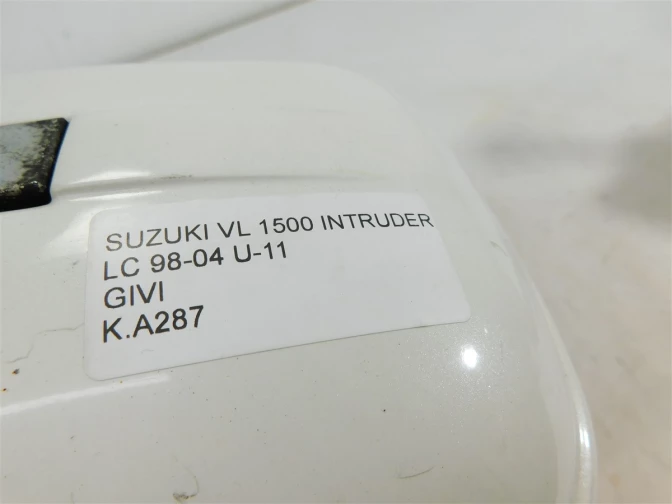 SUZUKI VL 1500 INTRUDER
LC 98-04 U-11
GIVI
K.A287